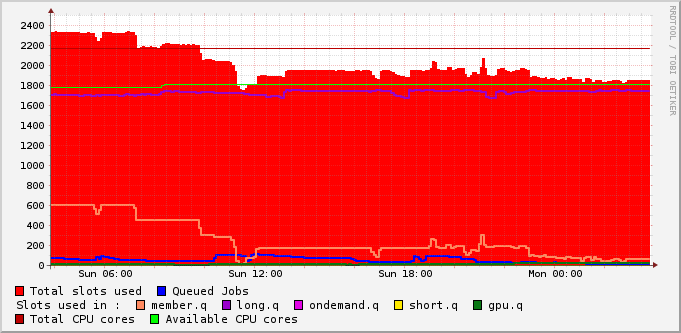 RRDTOOL / TOBI OETIKER
2400
2200
2000
1800
1600
1400
1200
1000
800
600
400
200
0
Sun 06:00 Sun 12:00 Sun 18:00 Mon 00:00
Total slots used Queued Jobs
Slots used in : member.q long.q ondemand.q short.q gpu.q
Total CPU cores Available CPU cores